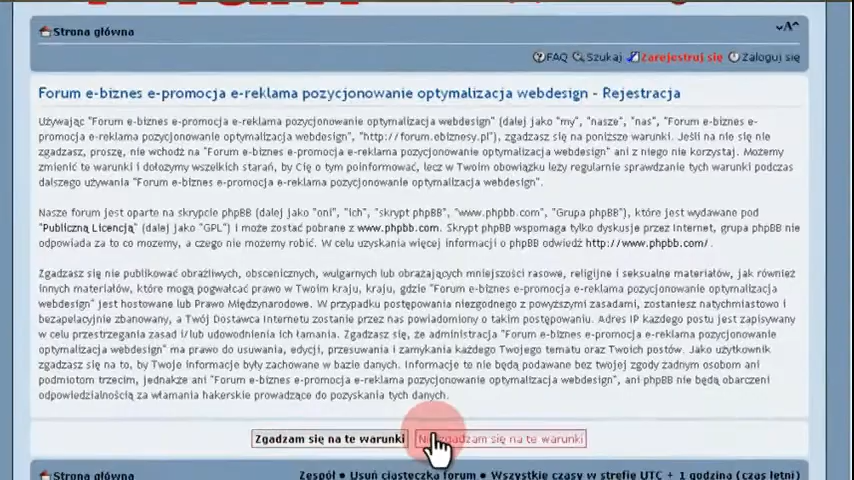 Strona główna
FAQ Szukaj Zarejestruj się Zaloguj się
Forum e-biznes e-promocja e-reklama pozycjonowanie optymalizacja webdesign - Rejestracja
Używając "Forum e-biznes e-promocja e-reklama pozycjonowanie optymalizacja webdesign" (dalej jako "my", "nasze", "nas", "Forum e-biznes e-
promocja e-reklama pozycjonowanie optymalizacja webdesign", "http://forum.ebiznesy.pl"), zgadzasz się na poniższe warunki. Jeśli na nie się nie
zgadzasz, proszę, nie wchodź na "Forum e-biznes e-promocja e-reklama pozycjonowanie optymalizacja webdesign" ani z niego nie korzystaj. Możemy
zmienić te warunki i dołożymy wszelkich starań, by Cię o tym poinformować, lecz w Twoim obowiązku leży regularnie sprawdzanie tych warunki podczas
dalszego używania "Forum e-biznes e-promocja e-reklama pozycjonowanie optymalizacja webdesign".
Nasze forum jest oparte na skrypcie phpBB (dalej jako "oni", "ich", "skrypt phpBB", "www.phpbb.com", "Grupa phpBB"), które jest wydawane pod
"Publiczną Licencją" (dalej jako "GPL") i może zostać pobrane z www.phpbb.com. Skrypt phpBB wspomaga tylko dyskusje przez Internet, grupa phpBB nie
odpowiada za to co możemy, a czego nie możemy robić. W celu uzyskania więcej informacji o phpBB odwiedź http://www.phpbb.com/.
Zgadzasz się nie publikować obraźliwych, obscenicznych, wulgarnych lub obrażających mniejszości rasowe, religijne i seksualne materiałów, jak również
innych materiałów, które mogą pogwałcać prawo w Twoim kraju, kraju, gdzie "Forum e-biznes e-promocja e-reklama pozycjonowanie optymalizacja
webdesign" jest hostowane lub Prawo Międzynarodowe. W przypadku postępowania niezgodnego z powyższymi zasadami, zostaniesz natychmiastowo i
bezapelacyjnie zbanowany, a Twój Dostawca Internetu zostanie przez nas powiadomiony o takim postępowaniu. Adres IP każdego postu jest zapisywany
w celu przestrzegania zasad i/lub udowodnienia ich łamania. Zgadzasz się, że administracja "Forum e-biznes e-promocja e-reklama pozycjonowanie
optymalizacja webdesign" ma prawo do usuwania, edycji, przesuwania i zamykania każdego Twojego tematu oraz Twoich postów. Jako użytkownik
zgadzasz się na to, by Twoje informacje były zachowane w bazie danych. Informacje te nie będą podawane bez twojej zgody żadnym osobom ani
podmiotom trzecim, jednakże ani "Forum e-biznes e-promocja e-reklama pozycjonowanie optymalizacja webdesign", ani phpBB nie będą obarczeni
odpowiedzialnością za włamania hakerskie prowadzące do pozyskania tych danych.
Zgadzam się na te warunki zgadzam się na te warunki
Strona główna Zespół • Usuń ciasteczka forum • Wszystkie czasy w strefie UTC + 1 godzina (czas letni)